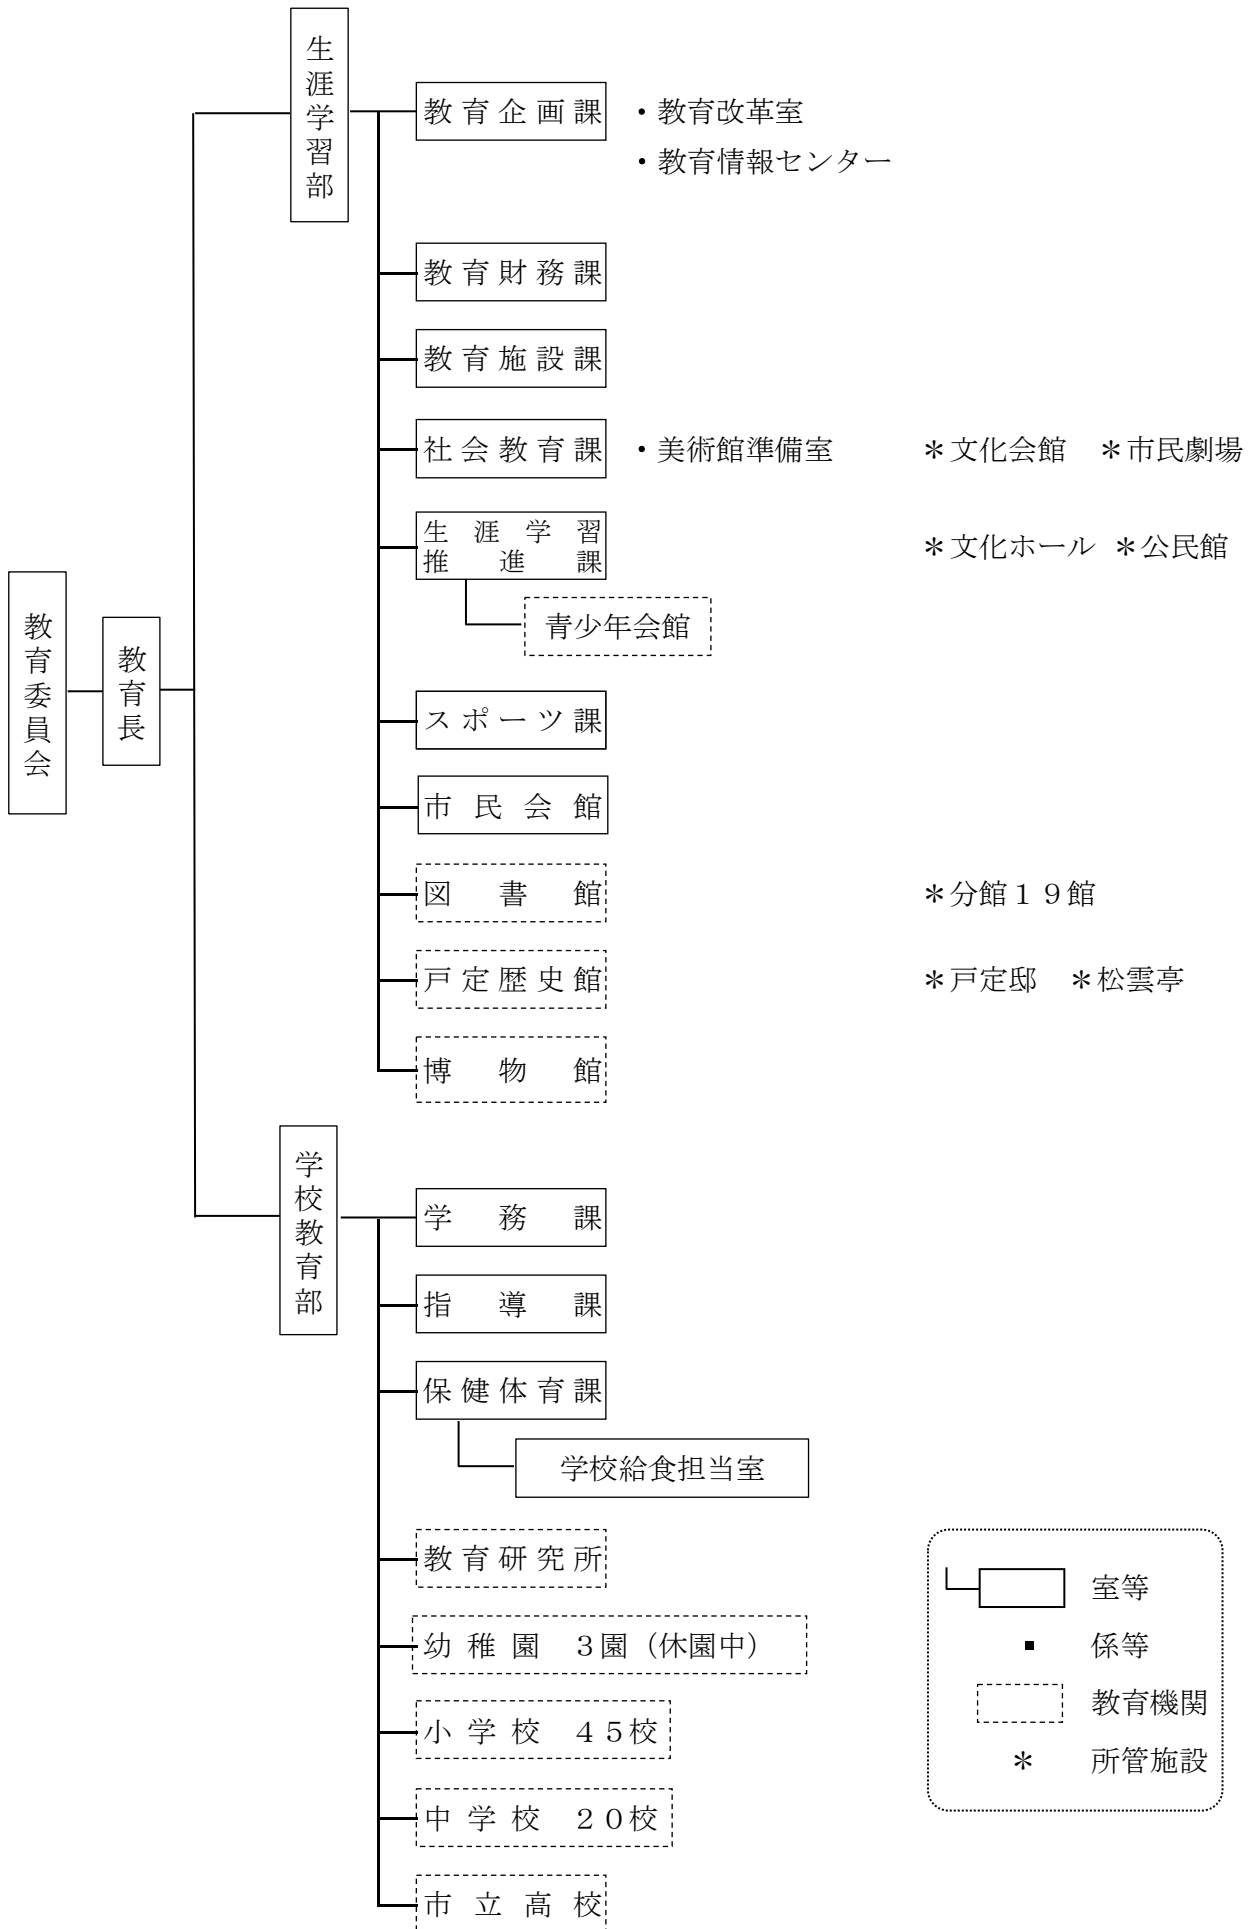 教育委員会
教育長
生涯学習部
教育企画課 ・教育改革室
・教育情報センター
教育財務課
教育施設課
社会教育課 ・美術館準備室 ＊文化会館 ＊市民劇場
生涯学習
推進課
＊文化ホール ＊公民館
青少年会館
スポーツ課
市民会館
図書館 ＊分館１９館
戸定歴史館 ＊戸定邸 ＊松雲亭
博物館
学校教育部
学務課
指導課
保健体育課
学校給食担当室
教育研究所
幼稚園 ３園（休園中）
小学校 ４５校
中学校 ２０校
市立高校
室等
▪ 係等
教育機関
＊ 所管施設